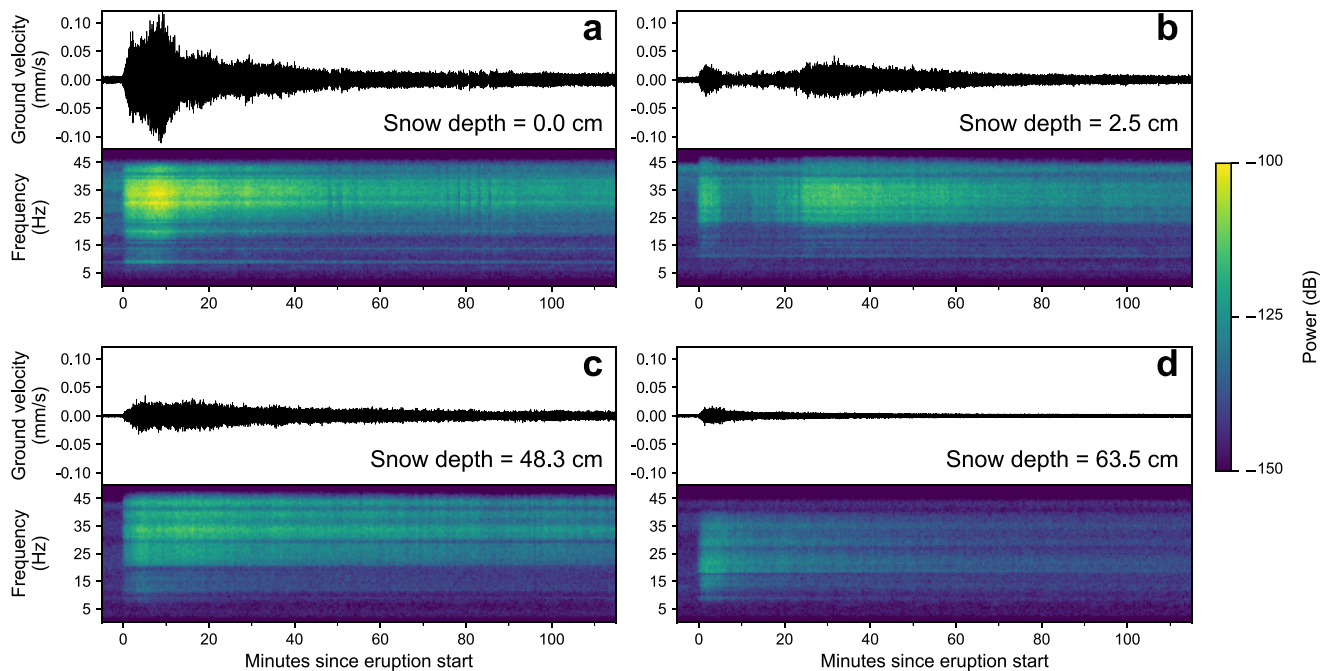 a
Ground velocity
(mm/s)
0.10
0.05
0.00
-0.05
-0.10
Snow depth = 0.0 cm
Frequency
(Hz)
45
35
25
15
5
0 20 40 60 80 100
b
0.10
0.05
0.00
-0.05
-0.10
Snow depth = 2.5 cm
45
35
25
15
5
0 20 40 60 80 100
c
Ground velocity
(mm/s)
0.10
0.05
0.00
-0.05
-0.10
Snow depth = 48.3 cm
Frequency
(Hz)
45
35
25
15
5
0 20 40 60 80 100
Minutes since eruption start
d
0.10
0.05
0.00
-0.05
-0.10
Snow depth = 63.5 cm
45
35
25
15
5
0 20 40 60 80 100
Minutes since eruption start
−100
−125
−150
Power (dB)